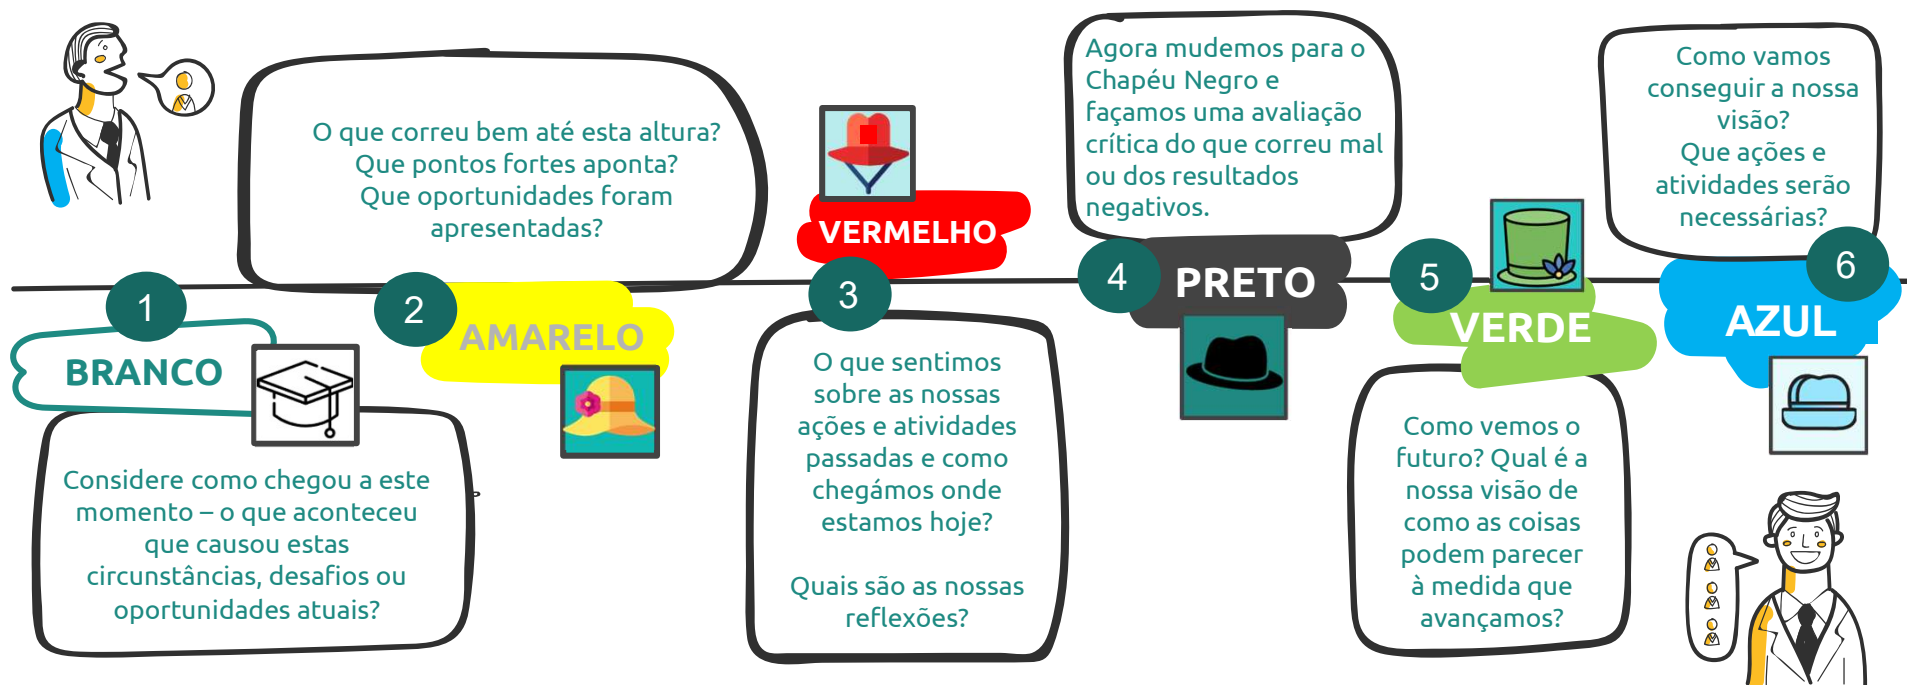 1
BRANCO
Considere como chegou a este
momento – o que aconteceu
que causou estas
circunstâncias, desafios ou
oportunidades atuais?
O que correu bem até esta altura?
Que pontos fortes aponta?
Que oportunidades foram
apresentadas?
2
AMARELO
VERMELHO
3
O que sentimos
sobre as nossas
ações e atividades
passadas e como
chegámos onde
estamos hoje?
Quais são as nossas
reflexões?
Agora mudemos para o
Chapéu Negro e
façamos uma avaliação
crítica do que correu mal
ou dos resultados
negativos.
4
PRETO
5
VERDE
Como vemos o
futuro? Qual é a
nossa visão de
como as coisas
podem parecer
à medida que
avançamos?
Como vamos
conseguir a nossa
visão?
Que ações e
atividades serão
necessárias?
6
AZUL